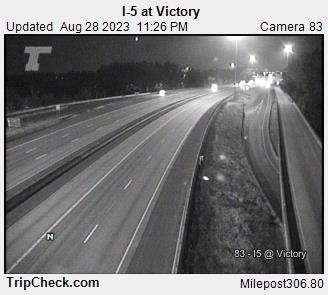 I-5 at Victory
Updated Aug 28 2023 11:26 PM Camera 83
T
N
83 - I5 @ Victory
TripCheck.com Milepost306.80